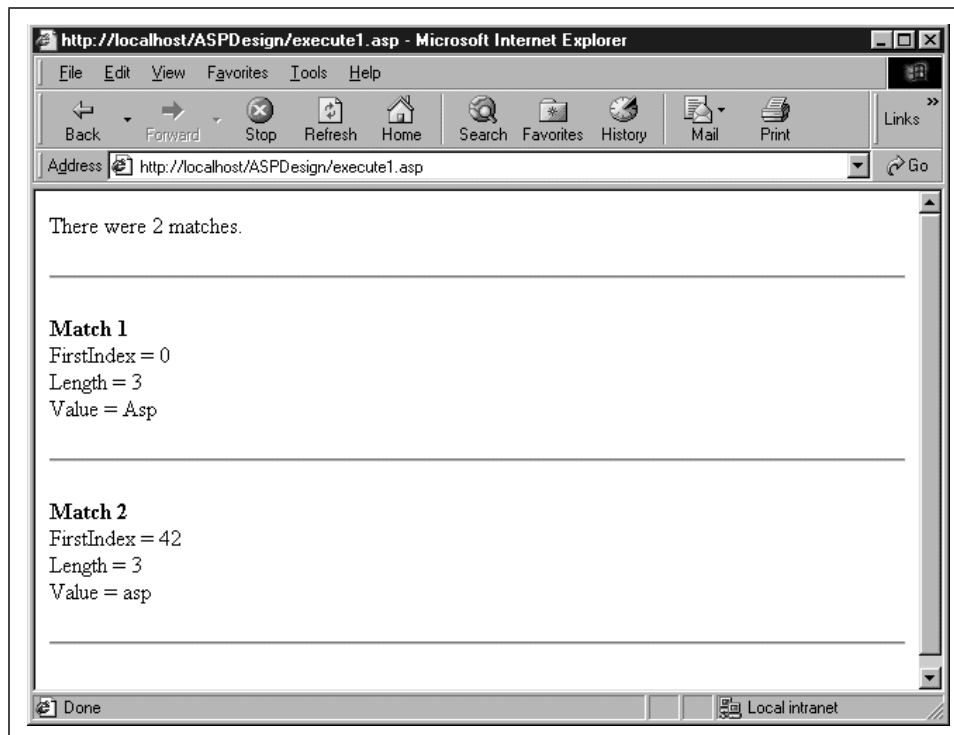 http://localhost/ASPDesign/execute1.asp - Microsoft Internet Explorer
File Edit View Favorites Tools Help
Back Forward Stop Refresh Home Search Favorites History Mail Print Links »
Address http://localhost/ASPDesign/execute1.asp Go
There were 2 matches.
Match 1
FirstIndex = 0
Length = 3
Value = Asp
Match 2
FirstIndex = 42
Length = 3
Value = asp
Done Local intranet